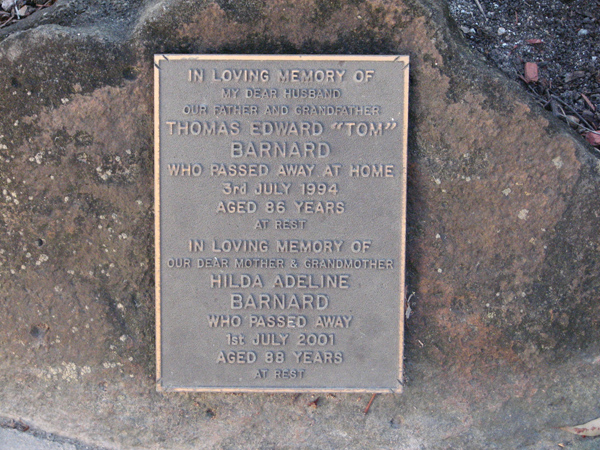 IN LOVING MEMORY OF
MY DEAR HUSBAND
OUR FATHER AND GRANDFATHER
THOMAS EDWARD "TOM"
BARNARD
WHO PASSED AWAY AT HOME
3rd JULY 1994
AGED 86 YEARS
AT REST
IN LOVING MEMORY OF
OUR DEAR MOTHER & GRANDMOTHER
HILDA ADELINE
BARNARD
WHO PASSED AWAY
1st JULY 2001
AGED 88 YEARS
AT REST